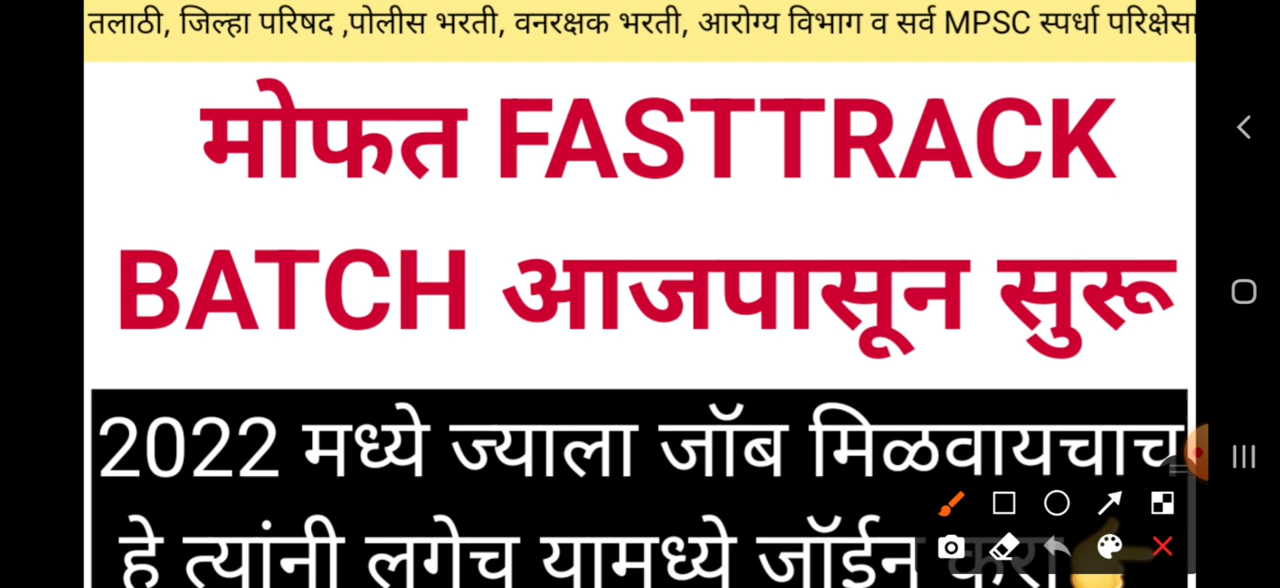 तलाठी, जिल्हा परिषद ,पोलीस भरती, वनरक्षक भरती, आरोग्य विभाग व सर्व MPSC स्पर्धा परिक्षेसा
मोफत FASTTRACK
BATCH आजपासून सुरू
2022 मध्ये ज्याला जॉब मिळवायचाच
हे त्यांनी लगेच यामध्ये जॉईन करा